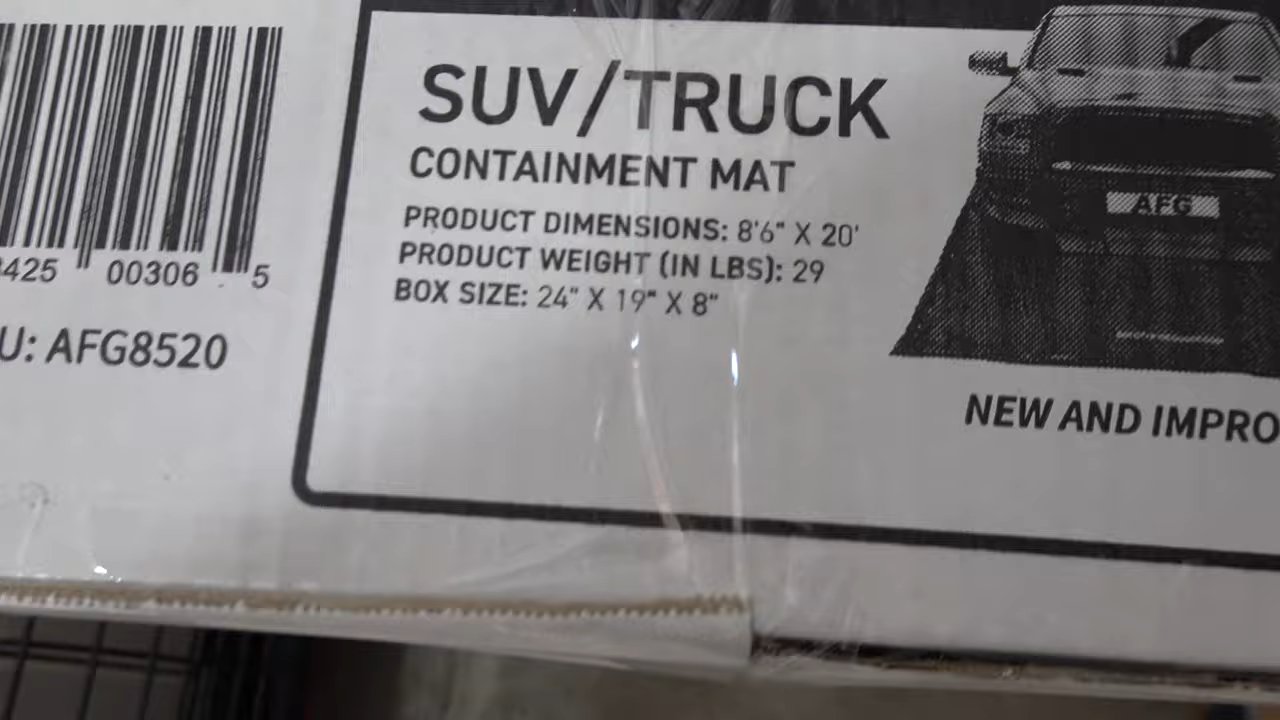 SUV/TRUCK
CONTAINMENT MAT
PRODUCT DIMENSIONS: 8'6" X 20'
PRODUCT WEIGHT (IN LBS): 29
BOX SIZE: 24" X 19" X 8"
AFG
NEW AND IMPRO
425 00306 5
U: AFG8520